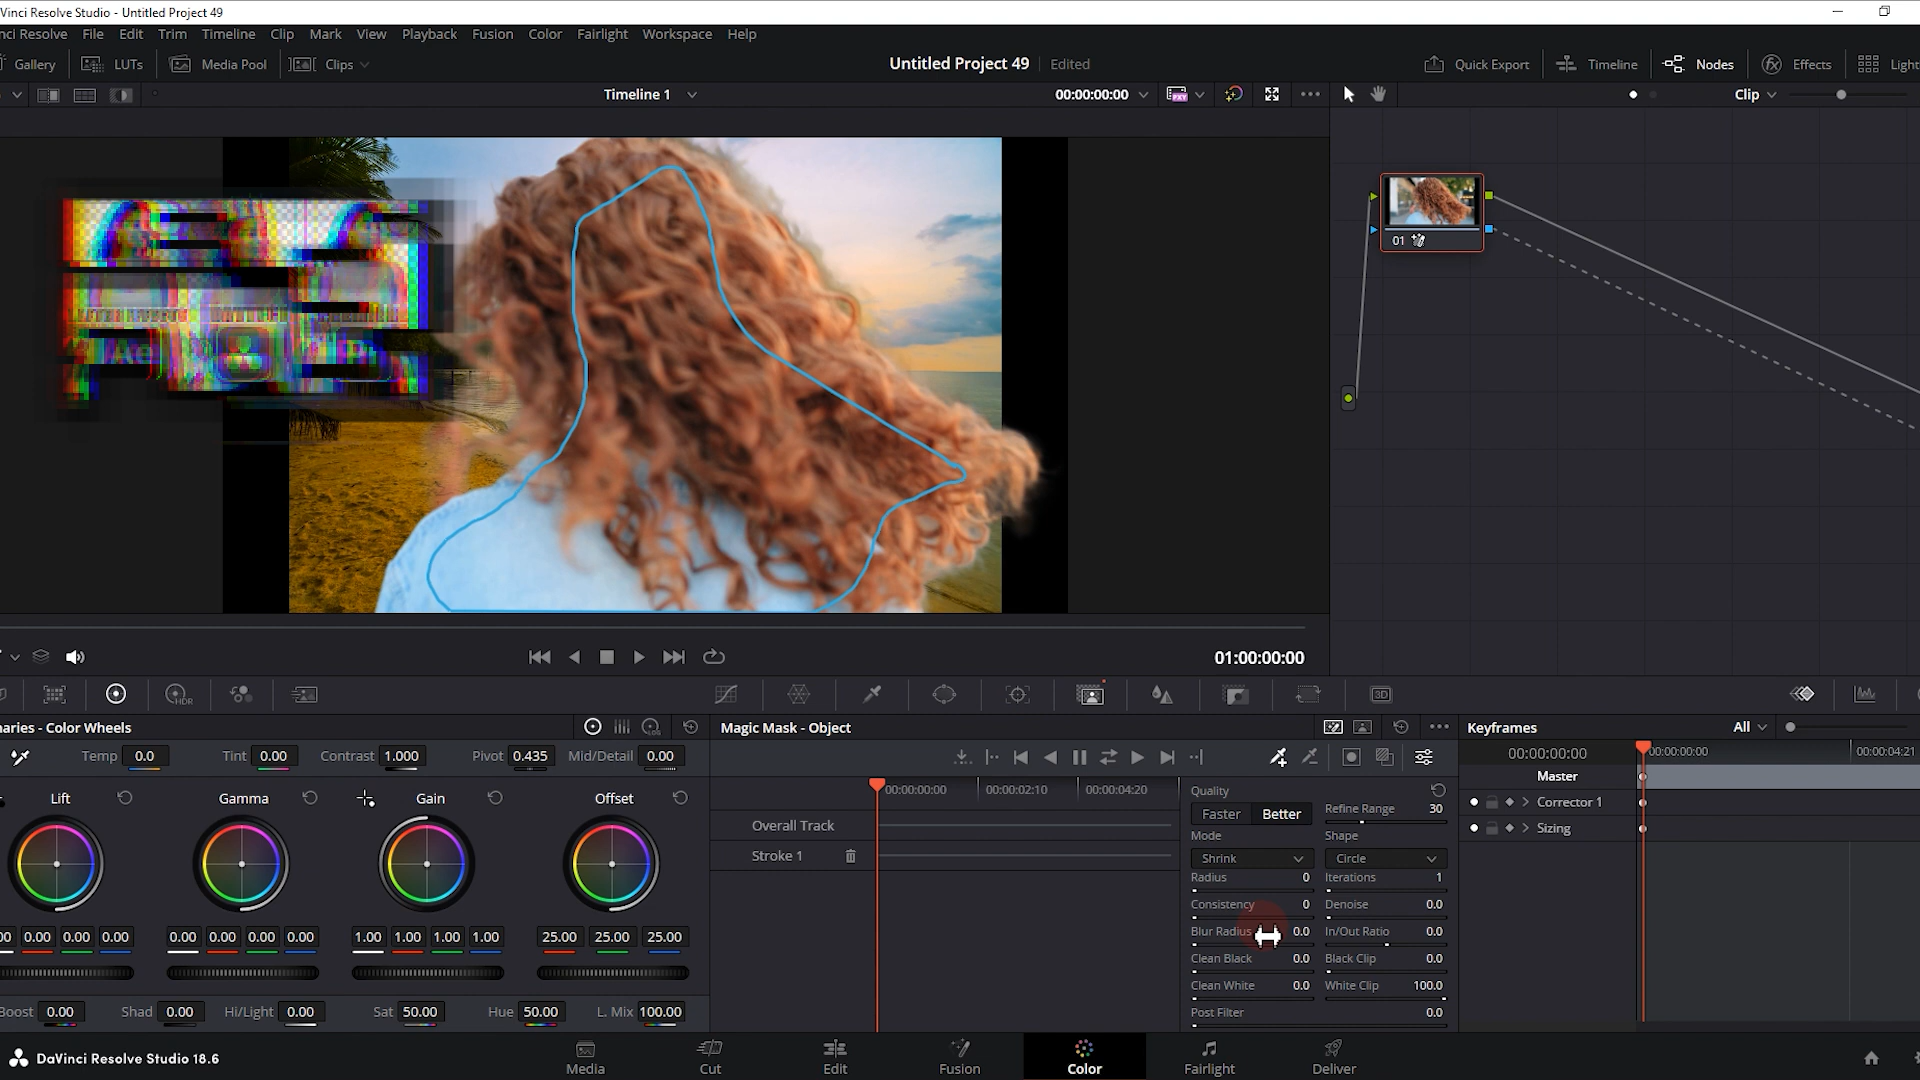 Vinci Resolve Studio - Untitled Project 49
nci Resolve File Edit Trim Timeline Clip Mark View Playback Fusion Color Fairlight Workspace Help
Gallery LUTs Media Pool Clips Untitled Project 49 Edited Quick Export Timeline Nodes Effects Light
Timeline 1 00:00:00:00 Clip
PXY
01
Ae
01:00:00:00
HDR 3D
maries - Color Wheels
Temp 0.0 Tint 0.00 Contrast 1.000 Pivot 0.435 Mid/Detail 0.00
Lift Gamma Gain Offset
00 0.00 0.00 0.00 0.00 0.00 0.00 0.00 1.00 1.00 1.00 1.00 25.00 25.00 25.00
Boost 0.00 Shad 0.00 Hi/Light 0.00 Sat 50.00 Hue 50.00 L. Mix 100.00
Magic Mask - Object
00:00:00:00 00:00:02:10 00:00:04:20
Overall Track
Stroke 1
Quality
Faster Better Refine Range 30
Mode Shape
Shrink Circle
Radius 0 Iterations 1
Consistency 0 Denoise 0.0
Blur Radius 0.0 In/Out Ratio 0.0
Clean Black 0.0 Black Clip 0.0
Clean White 0.0 White Clip 100.0
Post Filter 0.0
Keyframes All
00:00:00:00 00:00:00:00 00:00:04:21
Master
Corrector 1
Sizing
DaVinci Resolve Studio 18.6 Media Cut Edit Fusion Color Fairlight Deliver